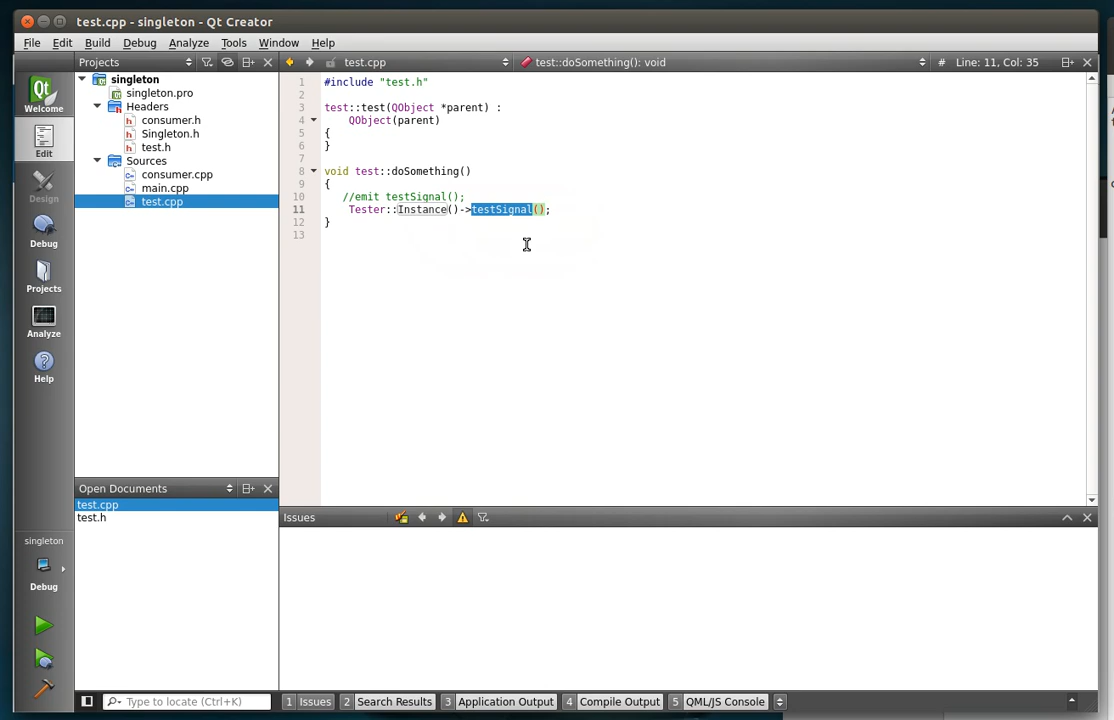 test.cpp - singleton - Qt Creator
File Edit Build Debug Analyze Tools Window Help
Projects
test.cpp
test::doSomething(): void
# Line: 11, Col: 35
Welcome
Edit
Design
Debug
Projects
Analyze
Help
singleton
singleton.pro
Headers
consumer.h
Singleton.h
test.h
Sources
consumer.cpp
main.cpp
test.cpp
1 #include "test.h"
2
3 test::test(QObject *parent) :
4 QObject(parent)
5 {
6 }
7
8 void test::doSomething()
9 {
10 //emit testSignal();
11 Tester::Instance()->testSignal();
12 }
13
Open Documents
test.cpp
test.h
Issues
singleton
Debug
Type to locate (Ctrl+K)
1 Issues 2 Search Results 3 Application Output 4 Compile Output 5 QML/JS Console